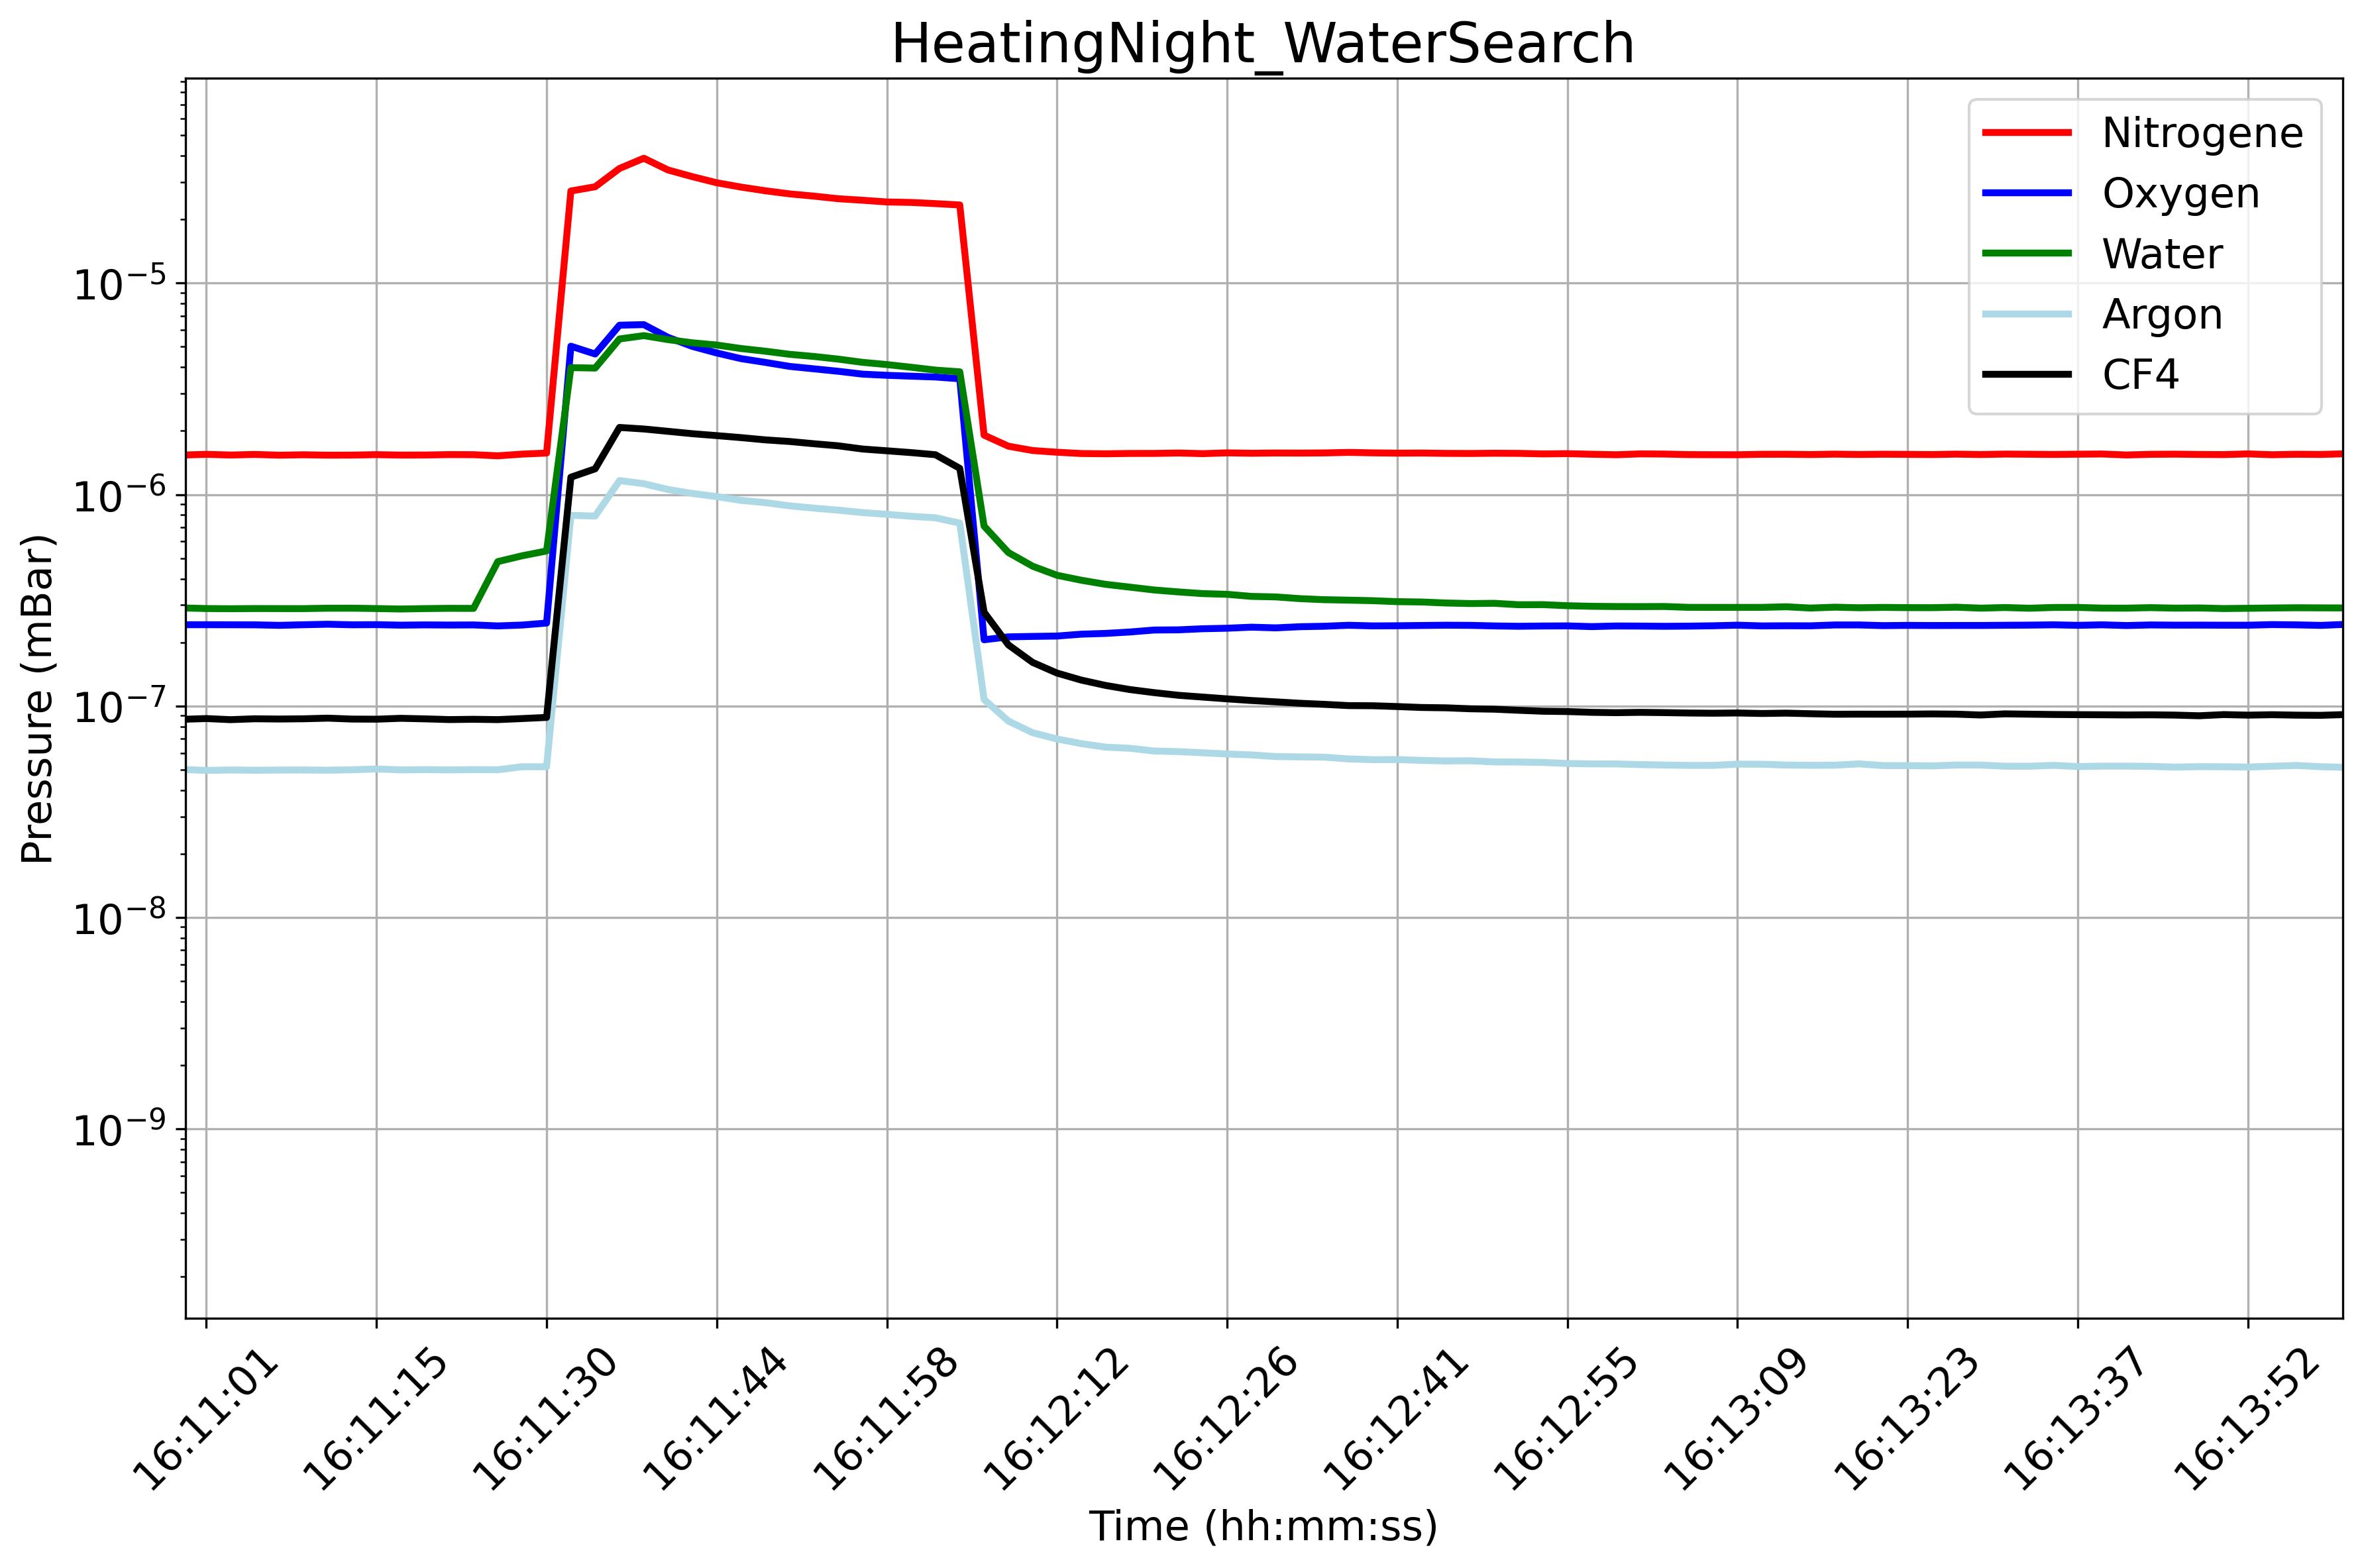 HeatingNight_WaterSearch
Nitrogene
Oxygen
Water
Argon
CF4
Pressure (mBar)
10⁻⁵
10⁻⁶
10⁻⁷
10⁻⁸
10⁻⁹
16:11:01
16:11:15
16:11:30
16:11:44
16:11:58
16:12:12
16:12:26
16:12:41
16:12:55
16:13:09
16:13:23
16:13:37
16:13:52
Time (hh:mm:ss)